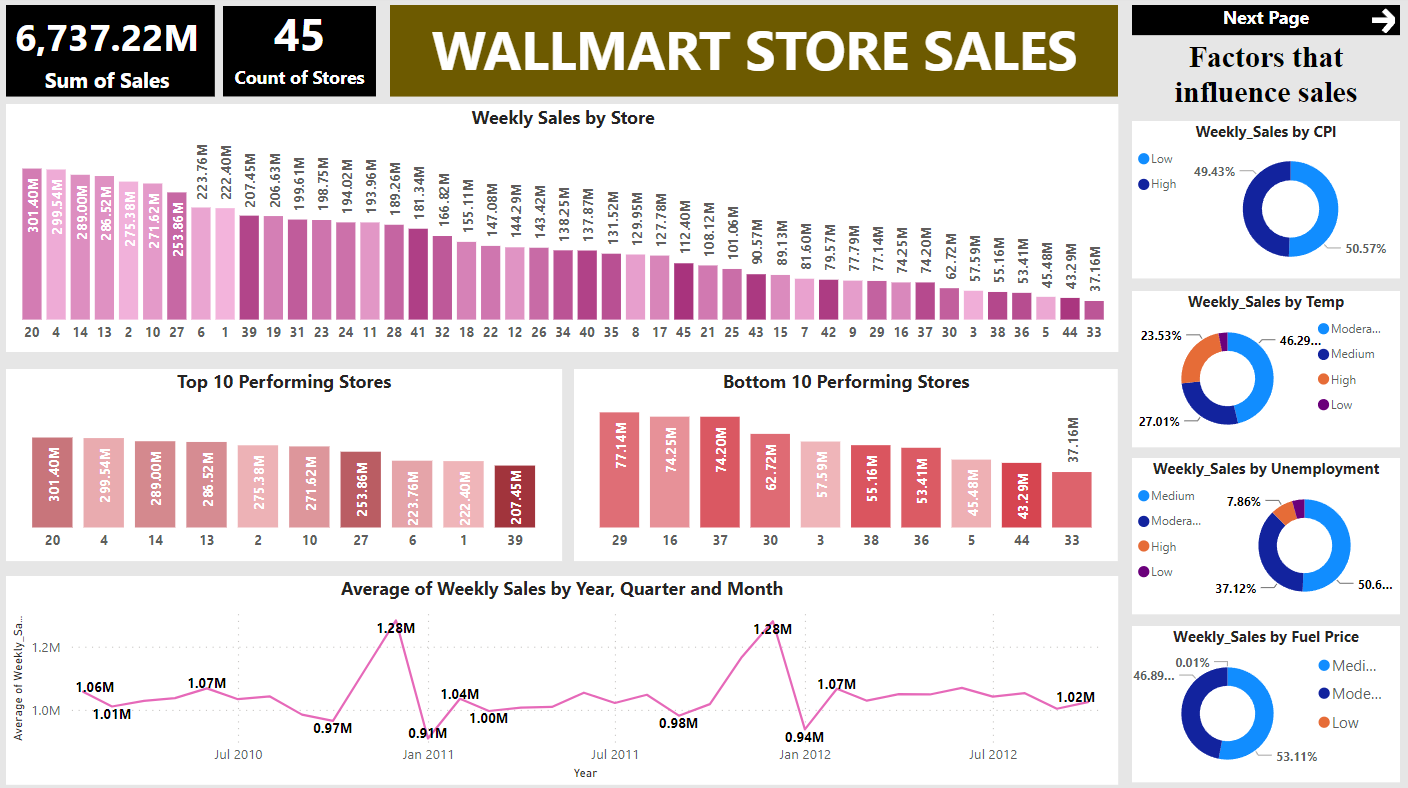 6,737.22M
Sum of Sales
45
Count of Stores
WALLMART STORE SALES
Next Page
Factors that
influence sales
Weekly Sales by Store
301.40M 299.54M 289.00M 286.52M 275.38M 271.62M 253.86M 223.76M 222.40M 207.45M 206.63M 199.61M 198.75M 194.02M 193.96M 189.26M 181.34M 166.82M 155.11M 147.08M 144.29M 143.42M 138.25M 137.87M 131.52M 129.95M 127.78M 112.40M 108.12M 101.06M 90.57M 89.13M 81.60M 79.57M 77.79M 77.14M 74.25M 74.20M 62.72M 57.59M 55.16M 53.41M 45.48M 43.29M 37.16M
20 4 14 13 2 10 27 6 1 39 19 31 23 24 11 28 41 32 18 22 12 26 34 40 35 8 17 45 21 25 43 15 7 42 9 29 16 37 30 3 38 36 5 44 33
Top 10 Performing Stores
301.40M 299.54M 289.00M 286.52M 275.38M 271.62M 253.86M 223.76M 222.40M 207.45M
20 4 14 13 2 10 27 6 1 39
Bottom 10 Performing Stores
77.14M 74.25M 74.20M 62.72M 57.59M 55.16M 53.41M 45.48M 43.29M 37.16M
29 16 37 30 3 38 36 5 44 33
Average of Weekly Sales by Year, Quarter and Month
Average of Weekly_Sa...
1.2M
1.0M
1.06M 1.01M 1.07M 0.97M 1.28M 0.91M 1.04M 1.00M 0.98M 1.28M 0.94M 1.07M 1.02M
Jul 2010 Jan 2011 Jul 2011 Jan 2012 Jul 2012
Year
Weekly_Sales by CPI
Low
High
49.43%
50.57%
Weekly_Sales by Temp
23.53%
46.29...
27.01%
Modera...
Medium
High
Low
Weekly_Sales by Unemployment
Medium
Modera...
High
Low
7.86%
37.12%
50.6...
Weekly_Sales by Fuel Price
0.01%
46.89...
53.11%
Medi...
Mode...
Low